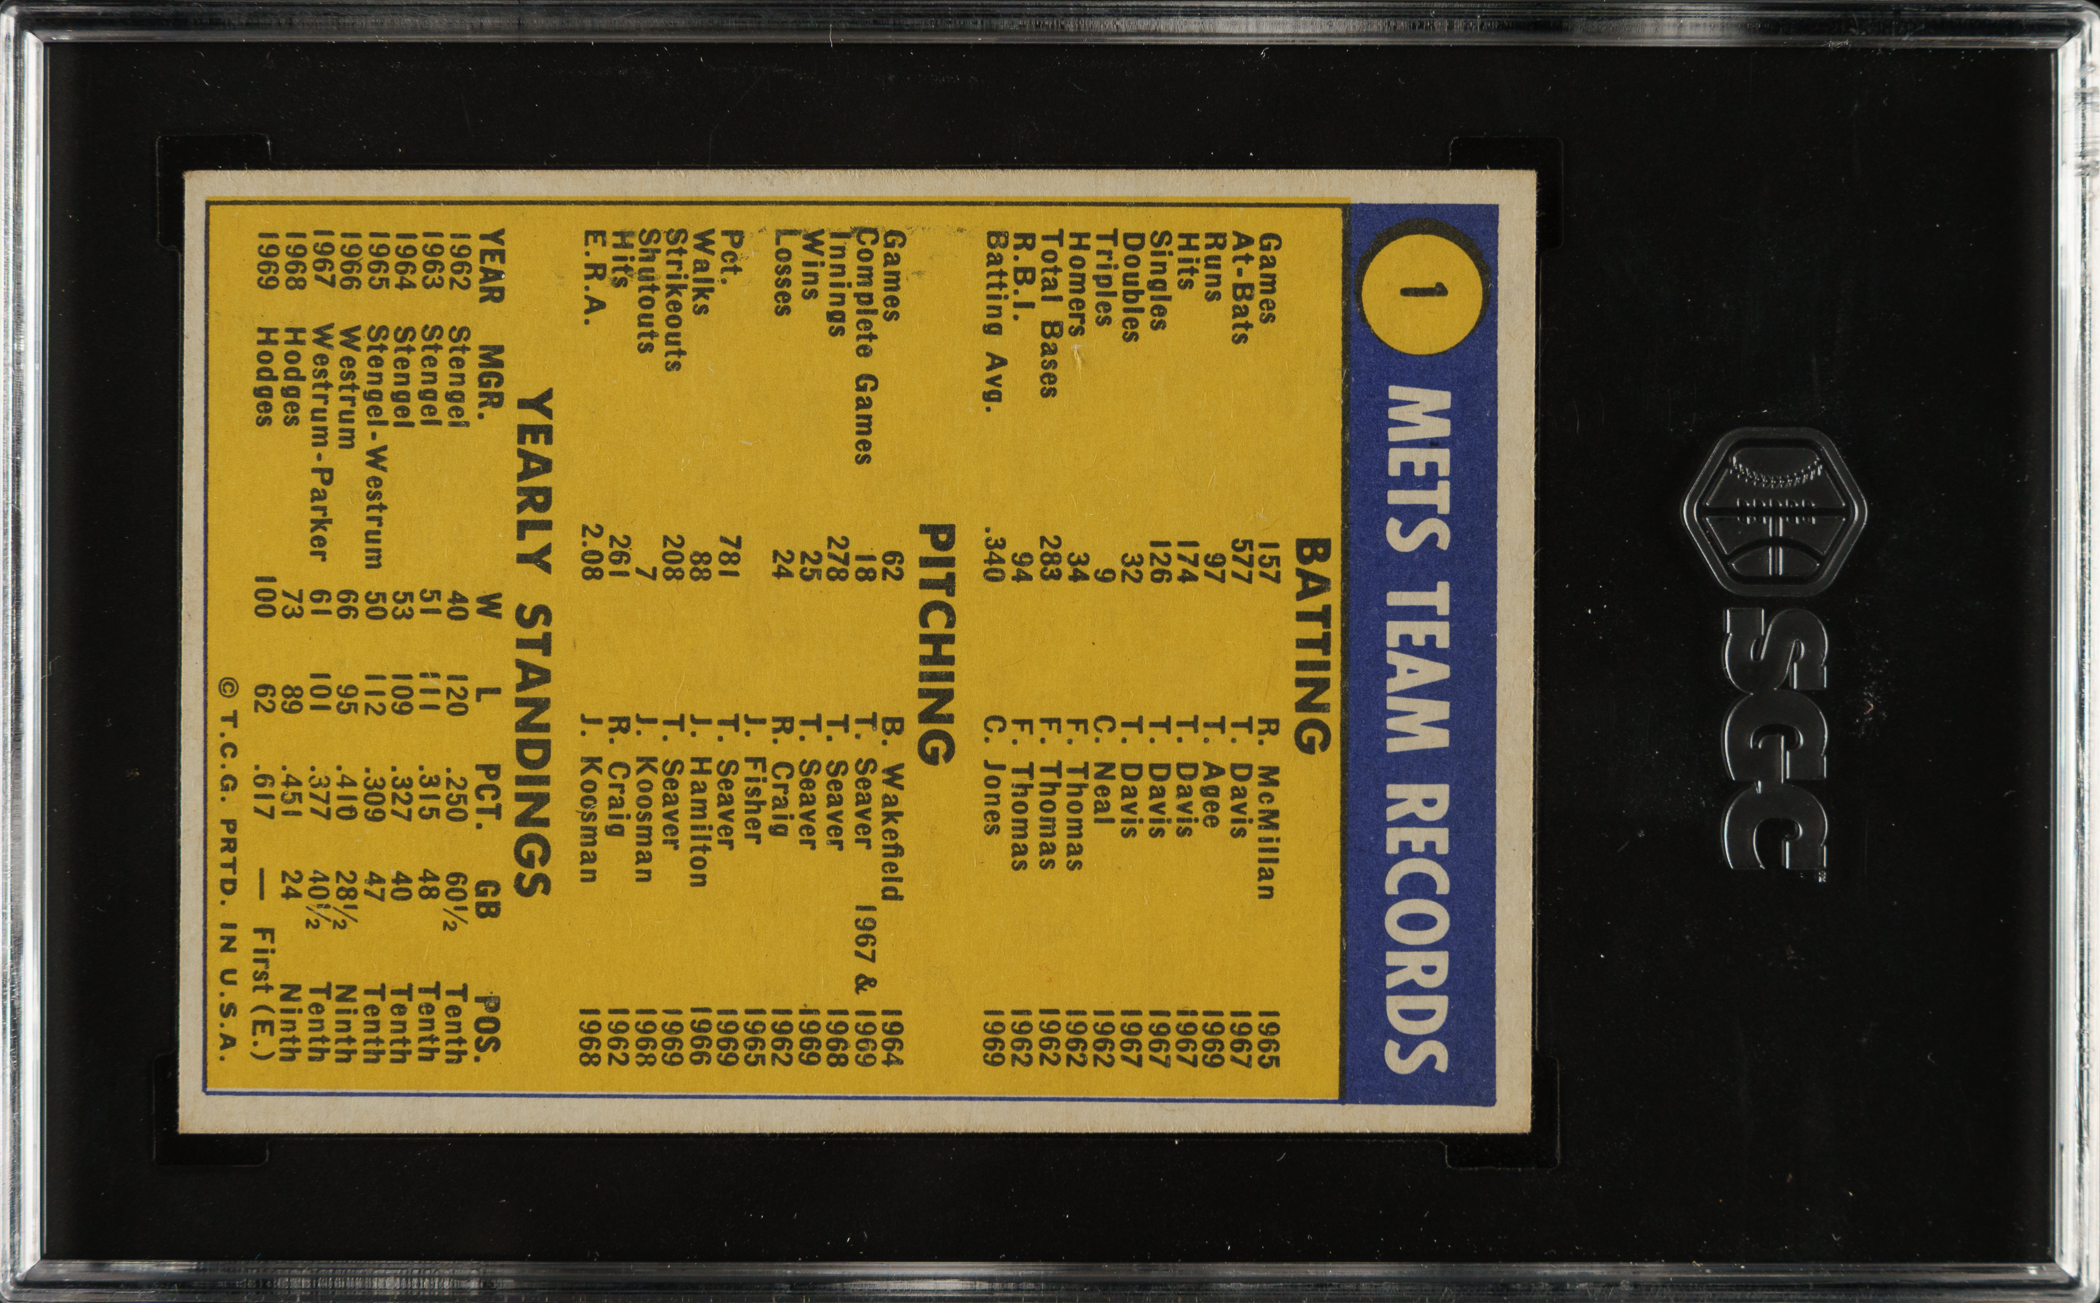 SGC
1 METS TEAM RECORDS
BATTING
Games 157 R. McMillan 1965
At-Bats 577 T. Davis 1967
Runs 97 T. Agee 1969
Hits 174 T. Davis 1967
Singles 126 T. Davis 1967
Doubles 32 T. Davis 1967
Triples 9 C. Neal 1962
Homers 34 F. Thomas 1962
Total Bases 283 F. Thomas 1962
R.B.I. 94 F. Thomas 1962
Batting Avg. .340 C. Jones 1969
PITCHING
Games 62 B. Wakefield 1964
Complete Games 18 T. Seaver 1967 & 1969
Innings 278 T. Seaver 1968
Wins 25 T. Seaver 1969
Losses 24 R. Craig 1962
J. Fisher 1965
Pct. 781 T. Seaver 1969
Walks 88 J. Hamilton 1966
Strikeouts 208 T. Seaver 1969
Shutouts 7 J. Koosman 1968
Hits 261 R. Craig 1962
E.R.A. 2.08 J. Koosman 1968
YEARLY STANDINGS
YEAR MGR. W L PCT. GB POS.
1962 Stengel 40 120 .250 60½ Tenth
1963 Stengel 51 111 .315 48 Tenth
1964 Stengel 53 109 .327 40 Tenth
1965 Stengel-Westrum 50 112 .309 47 Tenth
1966 Westrum 66 95 .410 28½ Ninth
1967 Westrum-Parker 61 101 .377 40½ Tenth
1968 Hodges 73 89 .451 24 Ninth
1969 Hodges 100 62 .617 — First (E.)
© T.C.G. PRTD. IN U.S.A.